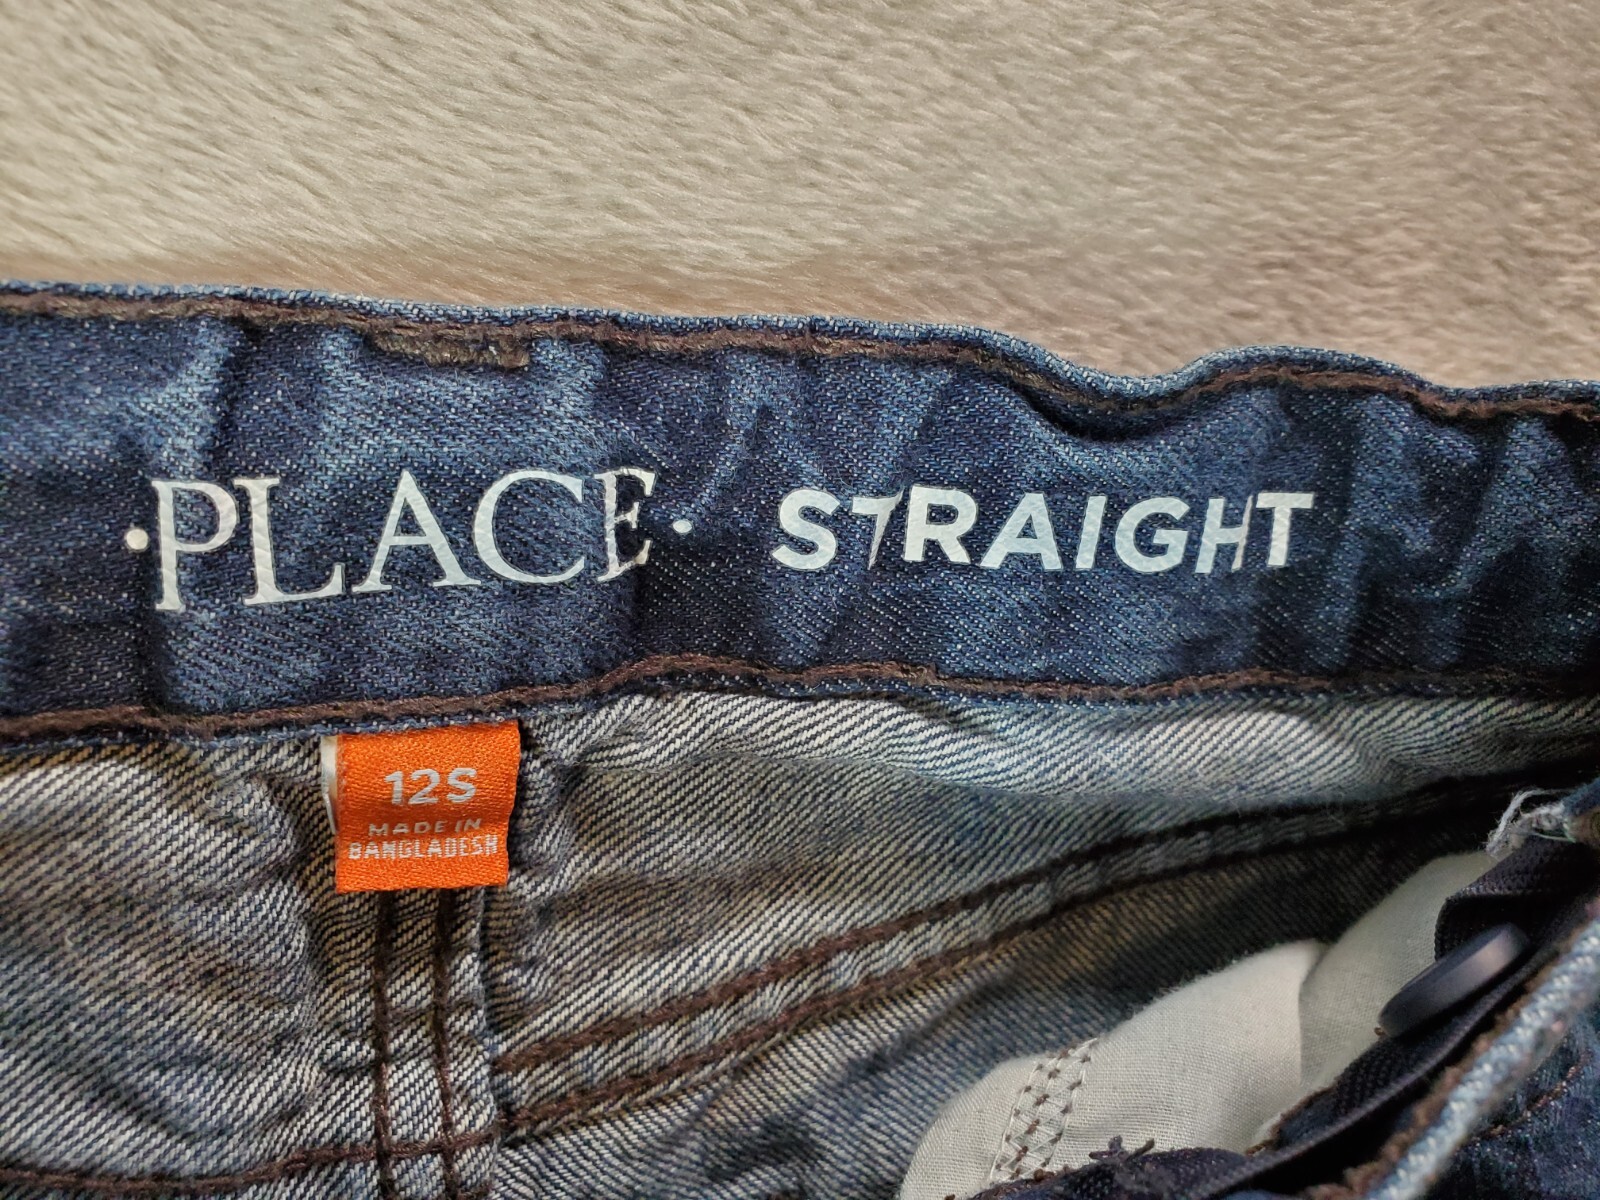 ·PLACE· STRAIGHT
12S
MADE IN
BANGLADESH